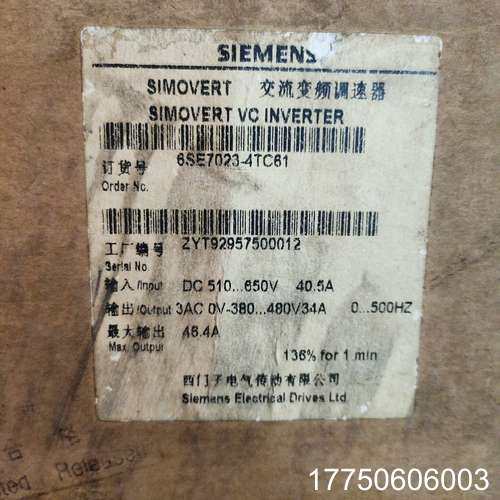 SIEMENS
SIMOVERT 交流变频调速器
SIMOVERT VC INVERTER
订货号 6SE7023-4TC61
Order No.
工厂编号 ZYT92957500012
Serial No.
输入/Input DC 510...650V 40.5A
输出/Output 3AC 0V-380...480V34A 0...500HZ
最大输出 46.4A
Max. Output 136% for 1 min
西门子电气传动有限公司
Siemens Electrical Drives Ltd.
17750606003